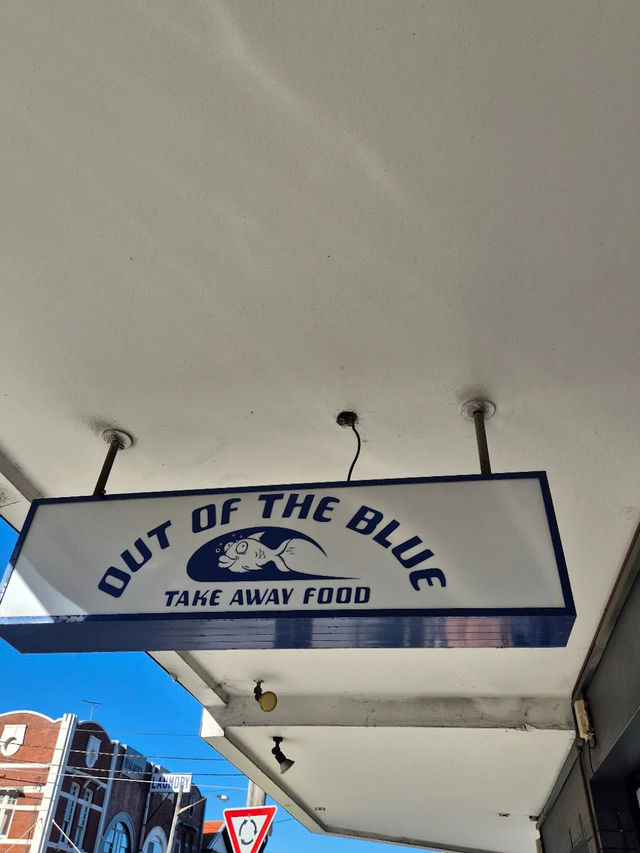 OUT OF THE BLUE
TAKE AWAY FOOD
LAUNDRY